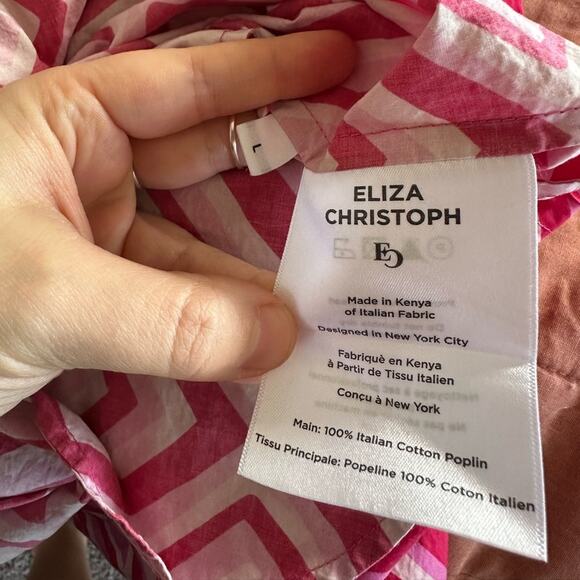 L
ELIZA
CHRISTOPH
EC
Made in Kenya
of Italian Fabric
Designed in New York City
Fabriquè en Kenya
à Partir de Tissu Italien
Conçu à New York
Main: 100% Italian Cotton Poplin
Tissu Principale: Popeline 100% Coton Italien